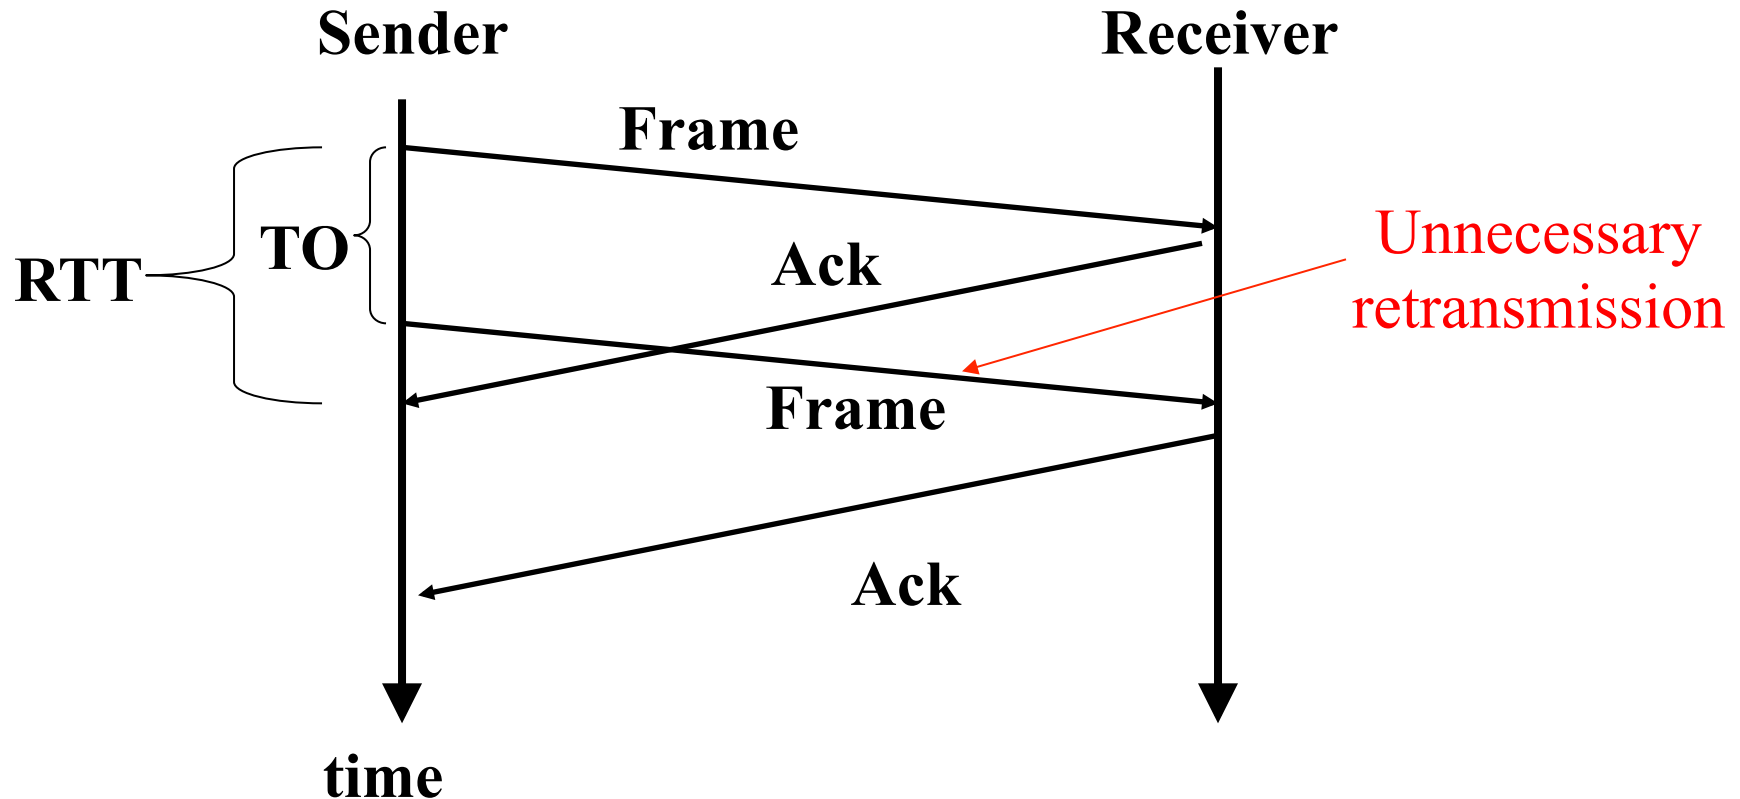 Sender
Receiver
Frame
TO
RTT
Ack
Unnecessary
retransmission
Frame
Ack
time